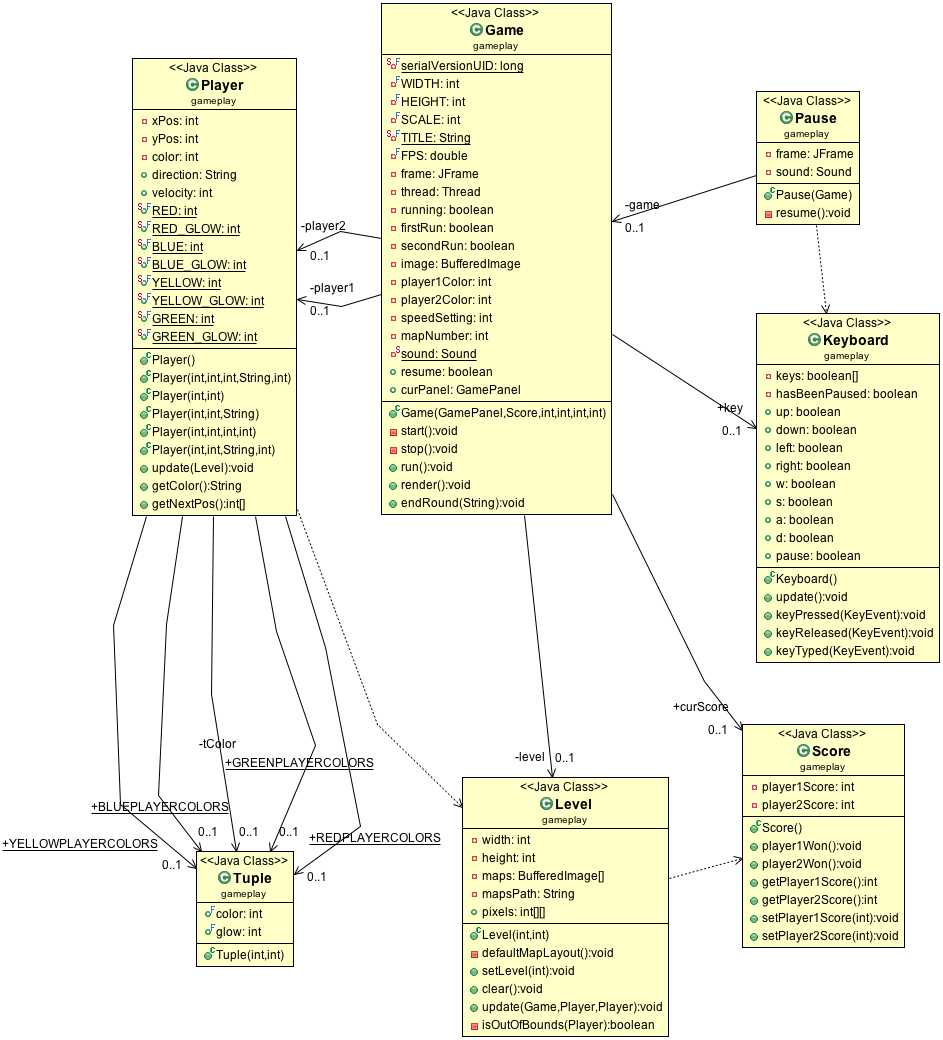 <<Java Class>>
Game
gameplay
serialVersionUID: long
WIDTH: int
HEIGHT: int
SCALE: int
TITLE: String
FPS: double
frame: JFrame
thread: Thread
running: boolean
firstRun: boolean
secondRun: boolean
image: BufferedImage
player1Color: int
player2Color: int
speedSetting: int
mapNumber: int
sound: Sound
resume: boolean
curPanel: GamePanel
Game(GamePanel,Score,int,int,int,int)
start():void
stop():void
run():void
render():void
endRound(String):void
<<Java Class>>
Player
gameplay
xPos: int
yPos: int
color: int
direction: String
velocity: int
RED: int
RED_GLOW: int
BLUE: int
BLUE_GLOW: int
YELLOW: int
YELLOW_GLOW: int
GREEN: int
GREEN_GLOW: int
Player()
Player(int,int,int,String,int)
Player(int,int)
Player(int,int,String)
Player(int,int,int,int)
Player(int,int,String,int)
update(Level):void
getColor():String
getNextPos():int[]
-player2
0..1
-player1
0..1
<<Java Class>>
Pause
gameplay
frame: JFrame
sound: Sound
Pause(Game)
resume():void
-game
0..1
<<Java Class>>
Keyboard
gameplay
keys: boolean[]
hasBeenPaused: boolean
up: boolean
down: boolean
left: boolean
right: boolean
w: boolean
s: boolean
a: boolean
d: boolean
pause: boolean
Keyboard()
update():void
keyPressed(KeyEvent):void
keyReleased(KeyEvent):void
keyTyped(KeyEvent):void
+key
0..1
+curScore
0..1
<<Java Class>>
Score
gameplay
player1Score: int
player2Score: int
Score()
player1Won():void
player2Won():void
getPlayer1Score():int
getPlayer2Score():int
setPlayer1Score(int):void
setPlayer2Score(int):void
-level
0..1
<<Java Class>>
Level
gameplay
width: int
height: int
maps: BufferedImage[]
mapsPath: String
pixels: int[][]
Level(int,int)
defaultMapLayout():void
setLevel(int):void
clear():void
update(Game,Player,Player):void
isOutOfBounds(Player):boolean
-tColor
0..1
+GREENPLAYERCOLORS
0..1
+BLUEPLAYERCOLORS
0..1
+REDPLAYERCOLORS
0..1
+YELLOWPLAYERCOLORS
0..1
<<Java Class>>
Tuple
gameplay
color: int
glow: int
Tuple(int,int)